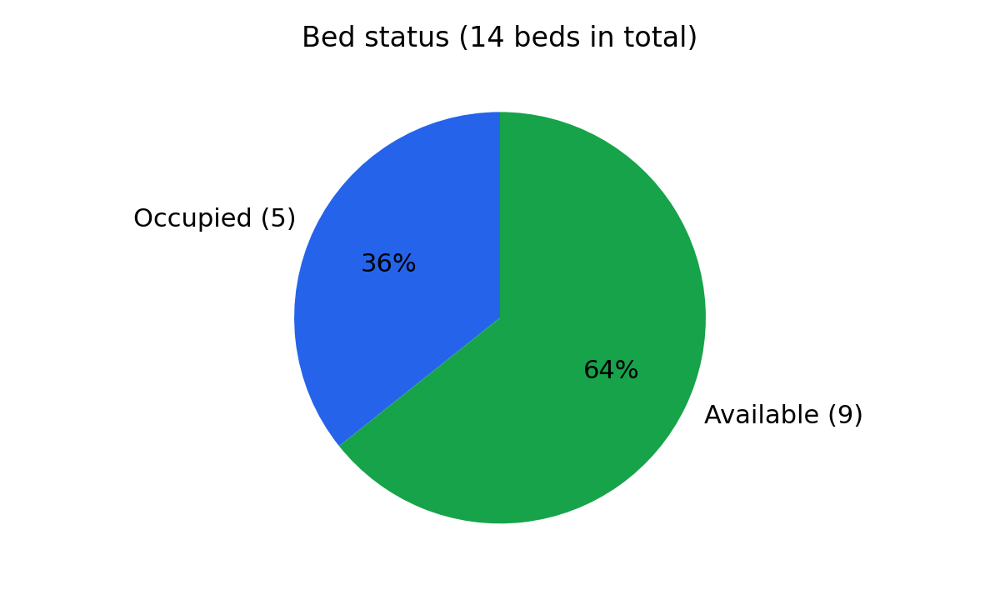 Bed status (14 beds in total)
Occupied (5)
36%
64%
Available (9)